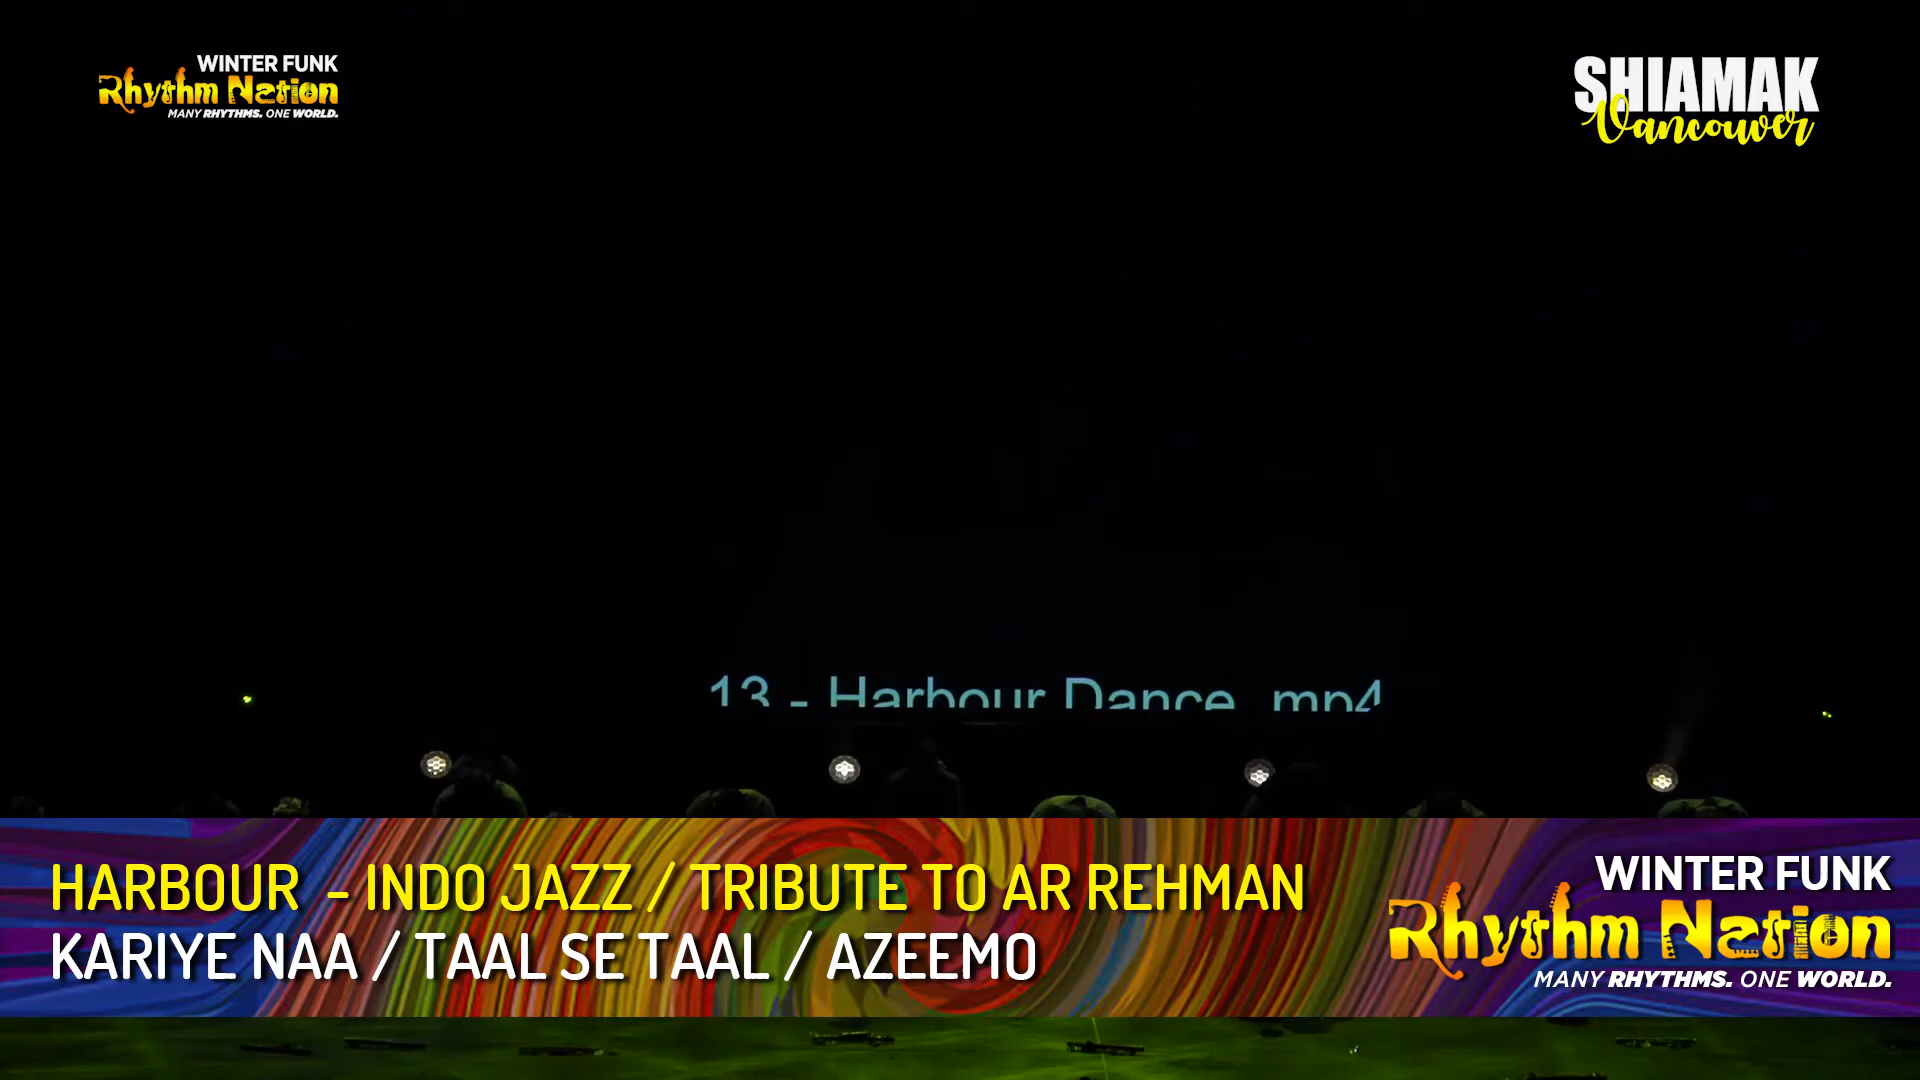 WINTER FUNK
Rhythm Nation
MANY RHYTHMS. ONE WORLD.
SHIAMAK
Vancouver
13 - Harbour Dance .mp4
HARBOUR - INDO JAZZ / TRIBUTE TO AR REHMAN
KARIYE NAA / TAAL SE TAAL / AZEEMO
WINTER FUNK
Rhythm Nation
MANY RHYTHMS. ONE WORLD.